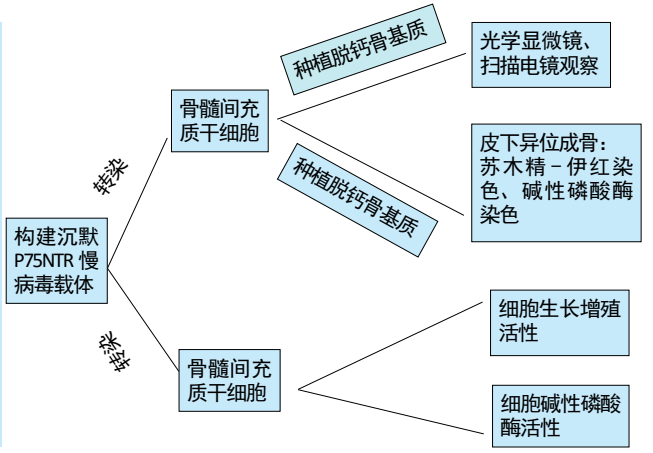 种植脱钙骨基质
光学显微镜、
扫描电镜观察
骨髓间充
质干细胞
皮下异位成骨：
苏木精－伊红染
色、碱性磷酸酶
染色
种植脱钙骨基质
转染
构建沉默
P75NTR 慢
病毒载体
转染
细胞生长增殖
活性
骨髓间充
质干细胞
细胞碱性磷酸
酶活性